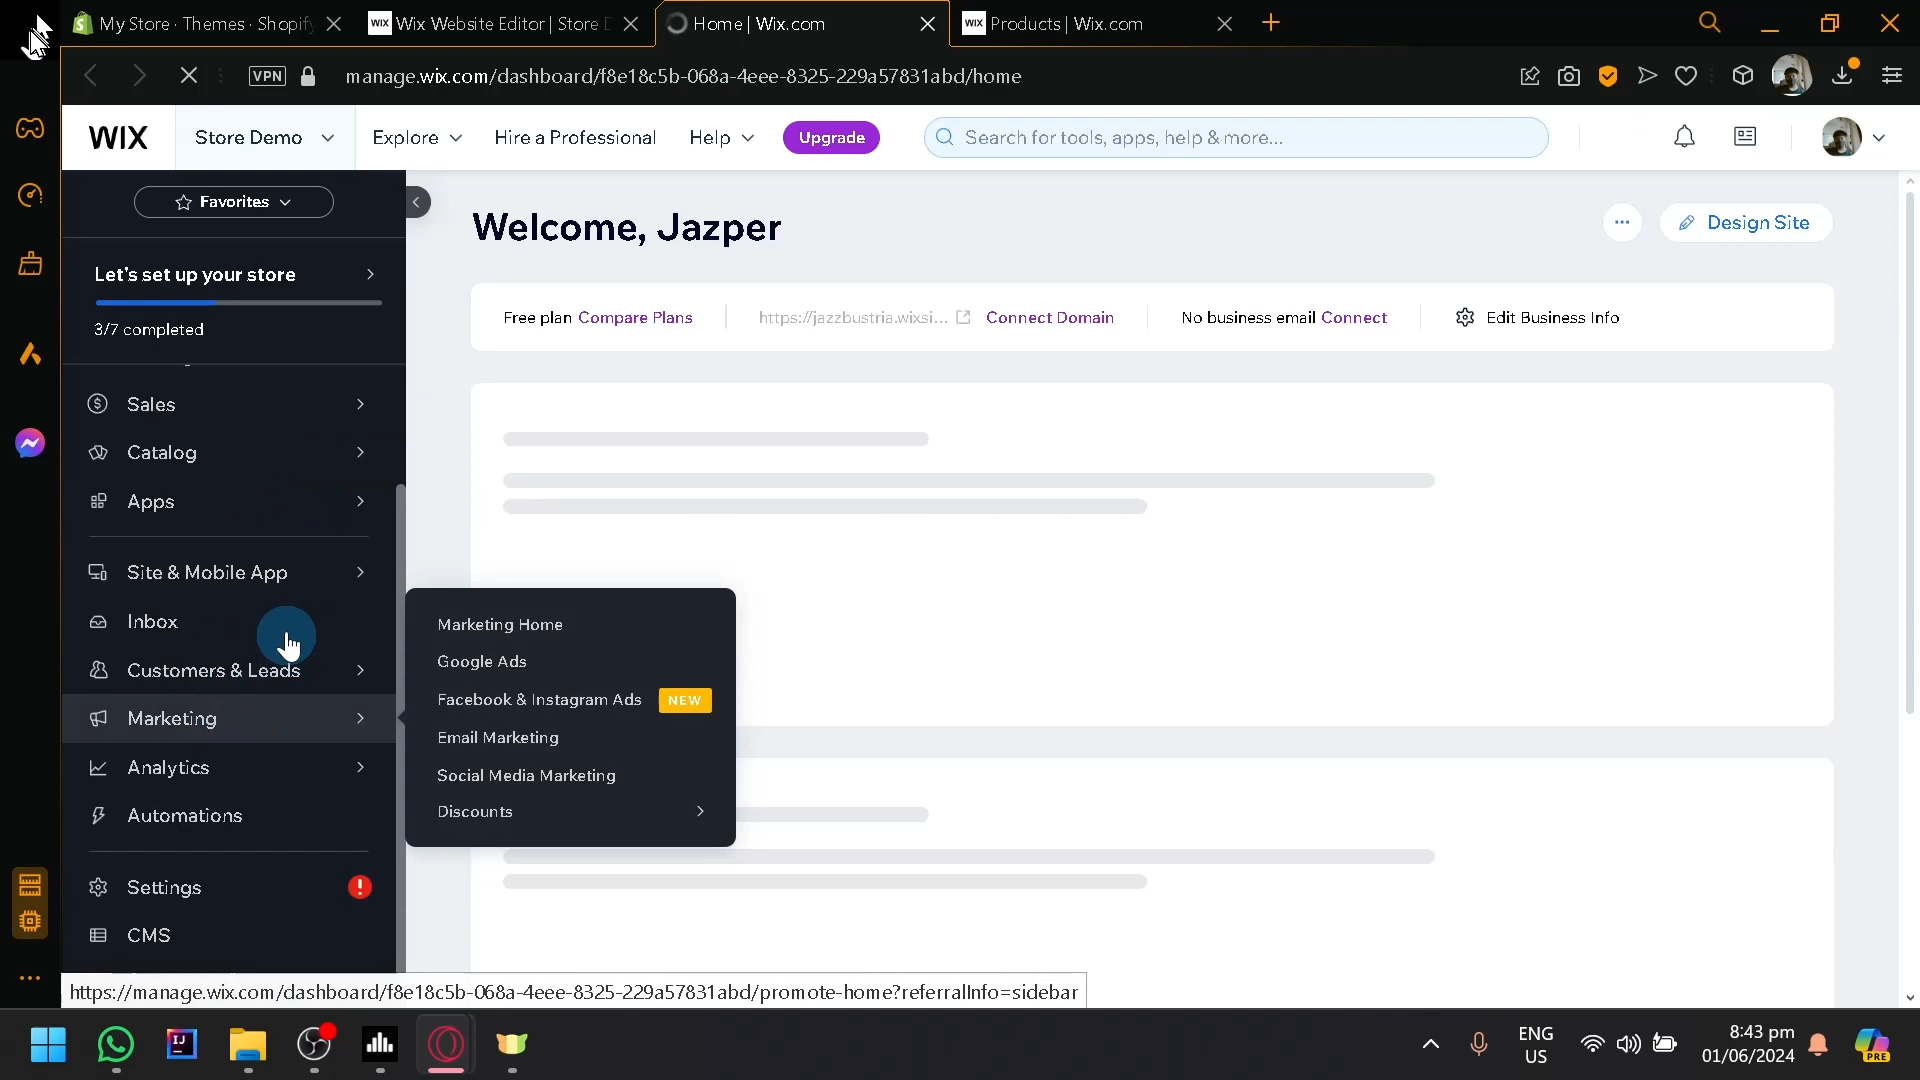 My Store · Themes · Shopify
WIX Wix Website Editor | Store D
Home | Wix.com
WIX Products | Wix.com
VPN
manage.wix.com/dashboard/f8e18c5b-068a-4eee-8325-229a57831abd/home
WIX
Store Demo
Explore
Hire a Professional
Help
Upgrade
Search for tools, apps, help & more...
Favorites
Let's set up your store
3/7 completed
Sales
Catalog
Apps
Site & Mobile App
Inbox
Customers & Leads
Marketing
Analytics
Automations
Settings
CMS
Marketing Home
Google Ads
Facebook & Instagram Ads NEW
Email Marketing
Social Media Marketing
Discounts
Welcome, Jazper
Design Site
Free plan Compare Plans
https://jazzbustria.wixsi... Connect Domain
No business email Connect
Edit Business Info
https://manage.wix.com/dashboard/f8e18c5b-068a-4eee-8325-229a57831abd/promote-home?referralInfo=sidebar
IJ
ENG
US
8:43 pm
01/06/2024
PRE